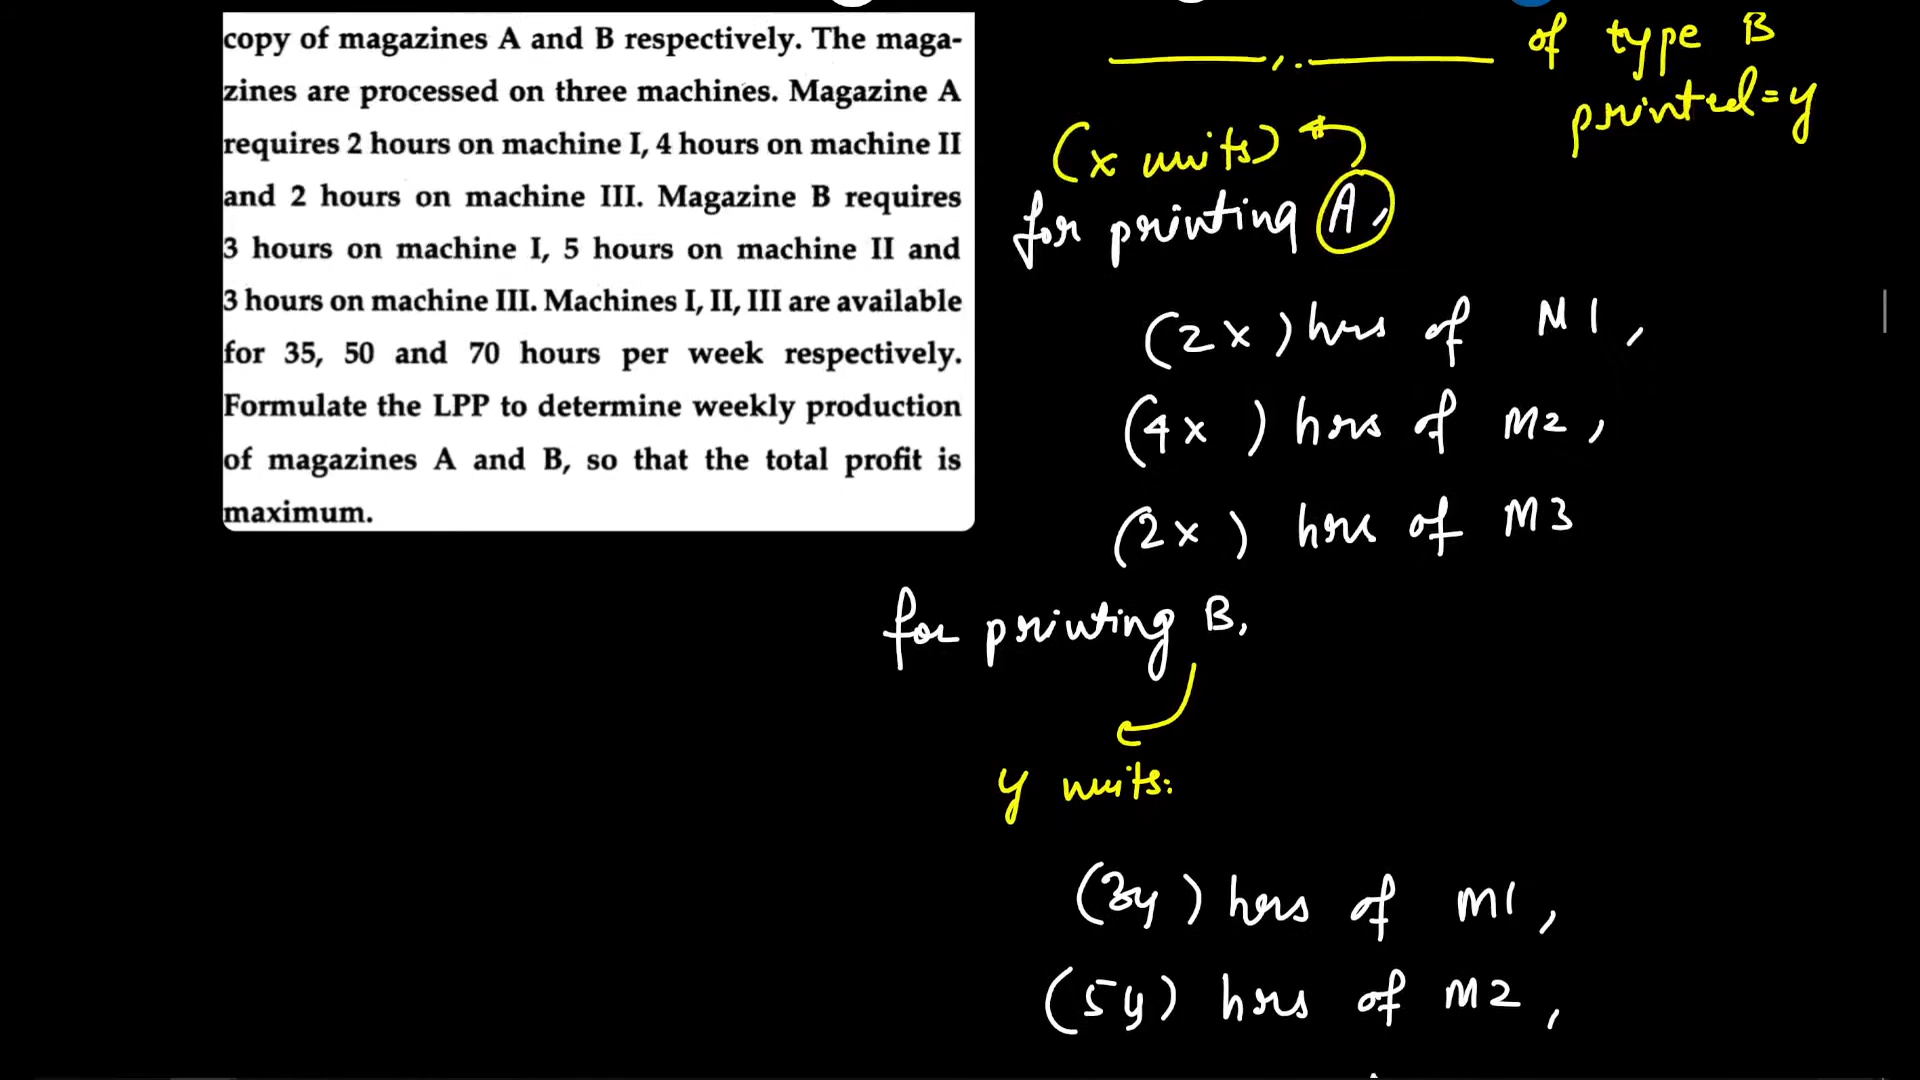 copy of magazines A and B respectively. The maga-
zines are processed on three machines. Magazine A
requires 2 hours on machine I, 4 hours on machine II
and 2 hours on machine III. Magazine B requires
3 hours on machine I, 5 hours on machine II and
3 hours on machine III. Machines I, II, III are available
for 35, 50 and 70 hours per week respectively.
Formulate the LPP to determine weekly production
of magazines A and B, so that the total profit is
maximum.
of type B
printed = y
(x units)
for printing A,
(2x) hrs of M1,
(4x) hrs of M2,
(2x) hrs of M3
for printing B,
y units:
(3y) hrs of M1,
(5y) hrs of M2,